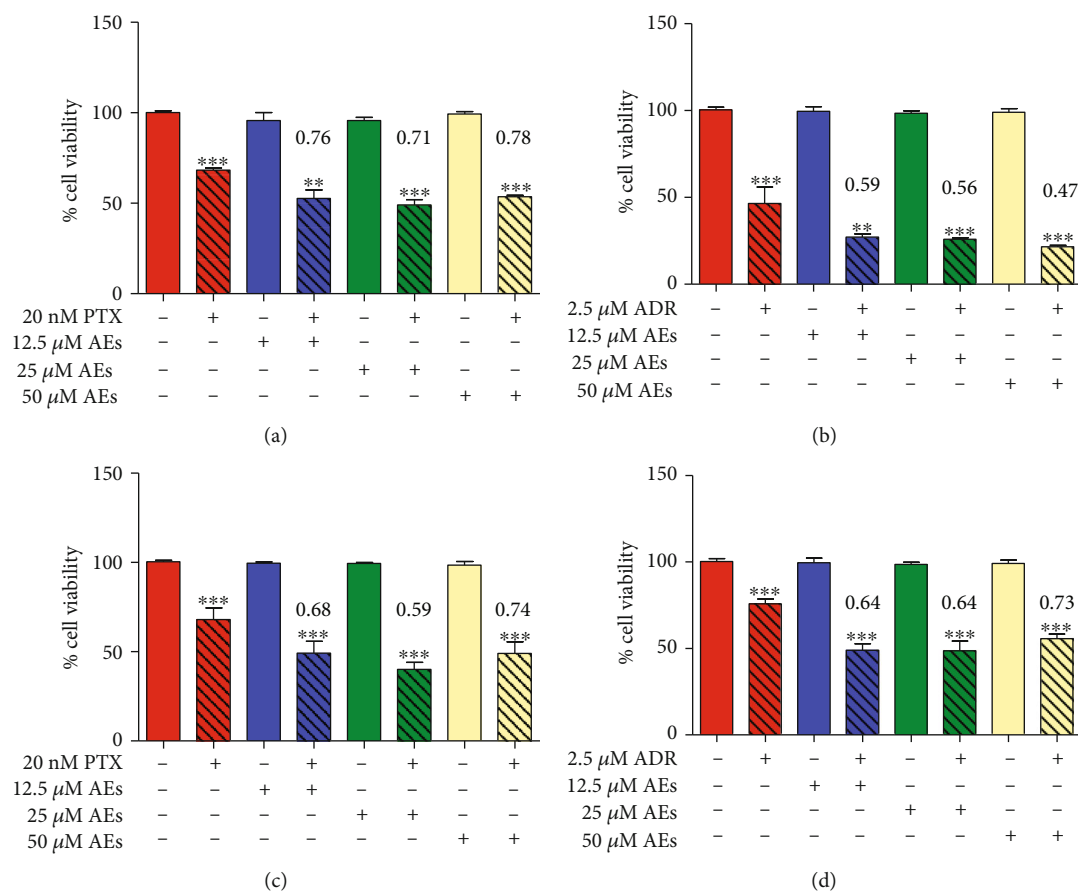 150
100
50
0
% cell viability
***
0.76
**
0.71
***
0.78
***
20 nM PTX – + – + – + – +
12.5 μM AEs – – + + – – – –
25 μM AEs – – – – + + – –
50 μM AEs – – – – – – + +
(a)
150
100
50
0
% cell viability
***
0.59
**
0.56
***
0.47
***
2.5 μM ADR – + – + – + – +
12.5 μM AEs – – + + – – – –
25 μM AEs – – – – + + – –
50 μM AEs – – – – – – + +
(b)
150
100
50
0
% cell viability
***
0.68
***
0.59
***
0.74
***
20 nM PTX – + – + – + – +
12.5 μM AEs – – + + – – – –
25 μM AEs – – – – + + – –
50 μM AEs – – – – – – + +
(c)
150
100
50
0
% cell viability
***
0.64
***
0.64
***
0.73
***
2.5 μM ADR – + – + – + – +
12.5 μM AEs – – + + – – – –
25 μM AEs – – – – + + – –
50 μM AEs – – – – – – + +
(d)